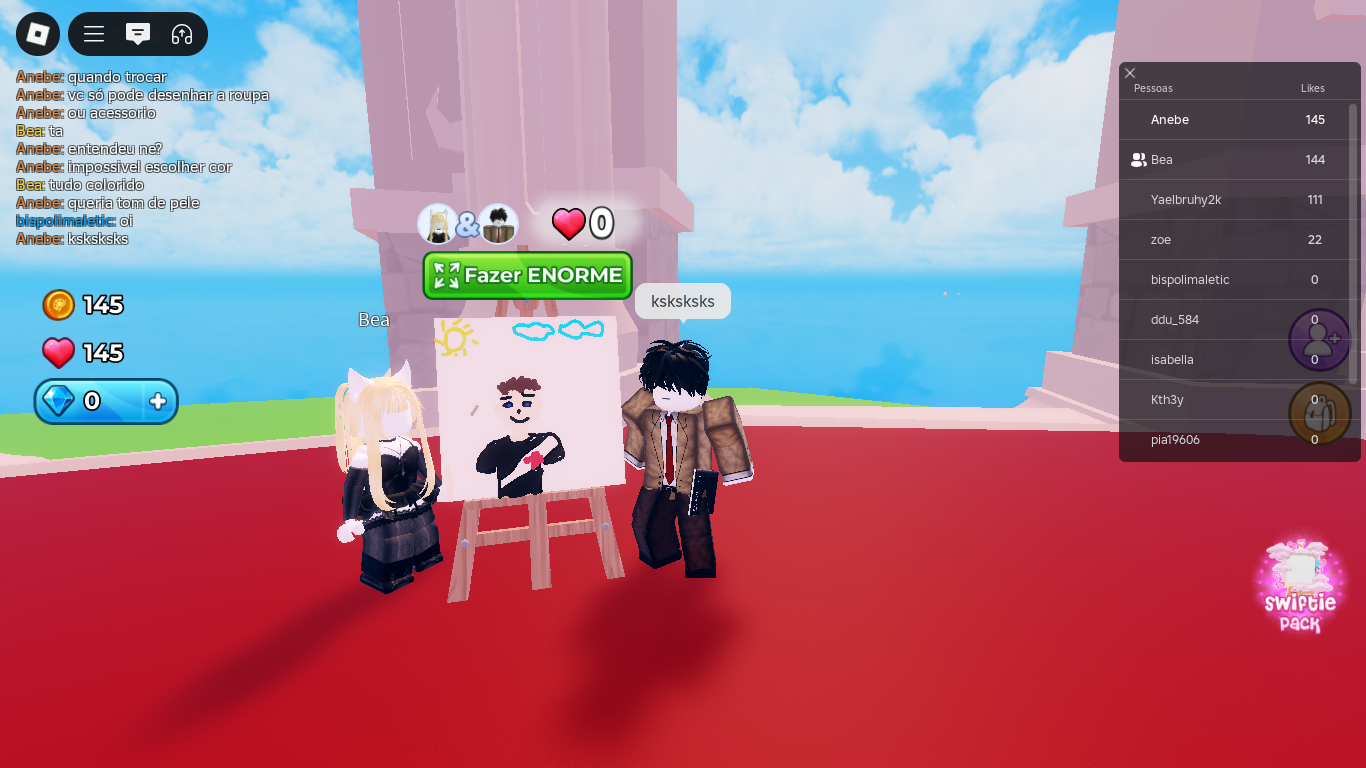 Anebe: quando trocar
Anebe: vc só pode desenhar a roupa
Anebe: ou acessorio
Bea: ta
Anebe: entendeu ne?
Anebe: impossivel escolher cor
Bea: tudo colorido
Anebe: queria tom de pele
bispolimaletic: oi
Anebe: ksksksks
145
145
0 +
& 0
Fazer ENORME
Bea
ksksksks
Pessoas Likes
Anebe 145
Bea 144
Yaelbruhy2k 111
zoe 22
bispolimaletic 0
ddu_584 0
isabella 0
Kth3y 0
pia19606 0
swiftie
pack